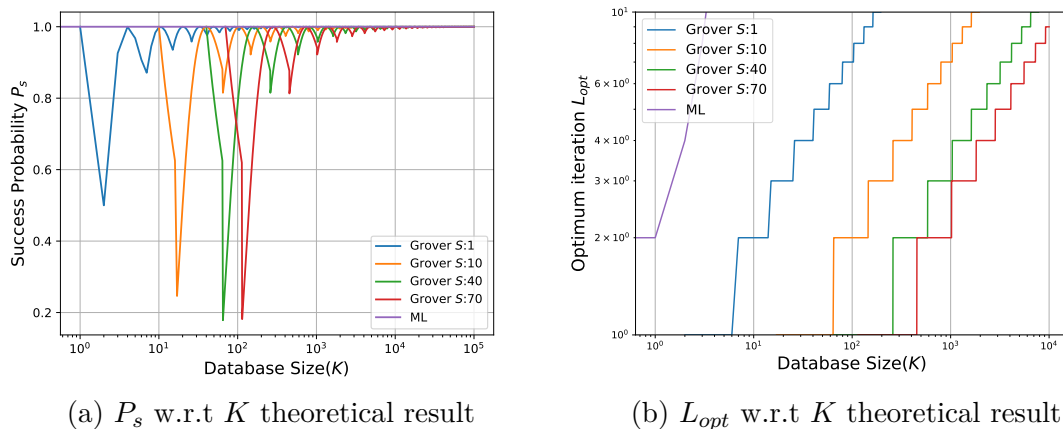 1.0
0.8
0.6
0.4
0.2
Success Probability P_s
10^0
10^1
10^2
10^3
10^4
10^5
Database Size(K)
Grover S:1
Grover S:10
Grover S:40
Grover S:70
ML
(a) P_s w.r.t K theoretical result
10^1
6 × 10^0
4 × 10^0
3 × 10^0
2 × 10^0
10^0
Optimum iteration L_opt
10^0
10^1
10^2
10^3
10^4
Database Size(K)
Grover S:1
Grover S:10
Grover S:40
Grover S:70
ML
(b) L_opt w.r.t K theoretical result